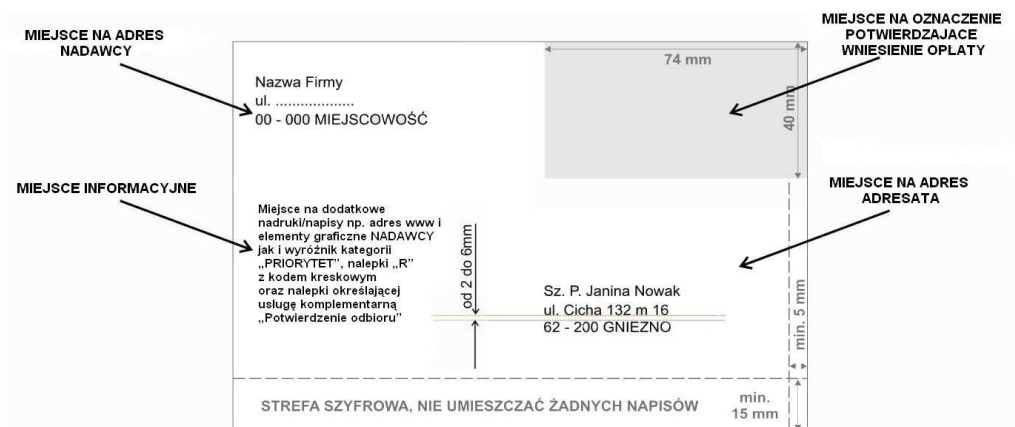 MIEJSCE NA ADRES
NADAWCY
MIEJSCE NA OZNACZENIE
POTWIERDZAJACE
WNIESIENIE OPLATY
74 mm
40 mm
Nazwa Firmy
ul. ...................
00 - 000 MIEJSCOWOŚĆ
MIEJSCE INFORMACYJNE
MIEJSCE NA ADRES
ADRESATA
Miejsce na dodatkowe
nadruki/napisy np. adres www i
elementy graficzne NADAWCY
jak i wyróżnik kategorii
„PRIORYTET”, nalepki „R”
z kodem kreskowym
oraz nalepki określającej
usługę komplementarną
„Potwierdzenie odbioru”
od 2 do 6mm
Sz. P. Janina Nowak
ul. Cicha 132 m 16
62 - 200 GNIEZNO
min. 5 mm
STREFA SZYFROWA, NIE UMIESZCZAĆ ŻADNYCH NAPISÓW
min.
15 mm